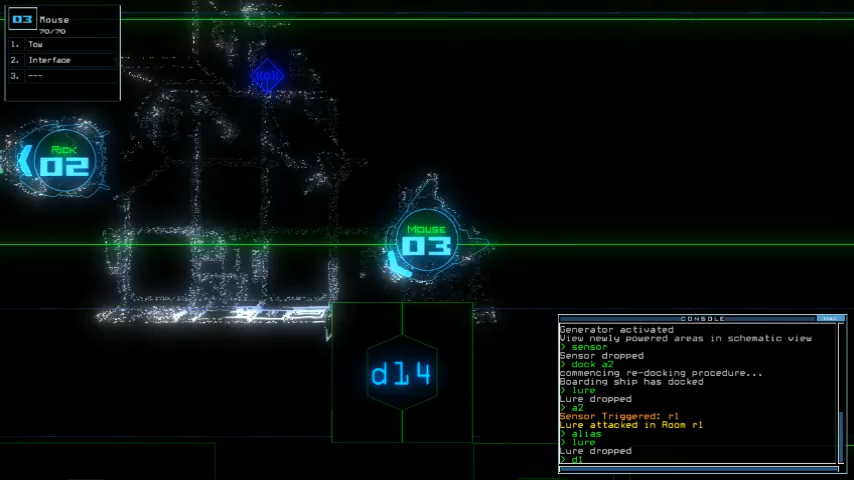 03 Mouse
70/70
1. Tow
2. Interface
3. ---
Rick
02
Mouse
03
d14
CONSOLE
Generator activated
View newly powered areas in schematic view
> sensor
Sensor dropped
> dock a2
commencing re-docking procedure...
Boarding ship has docked
> lure
Lure dropped
> a2
Sensor Triggered: r1
Lure attacked in Room r1
> alias
> lure
Lure dropped
> d1